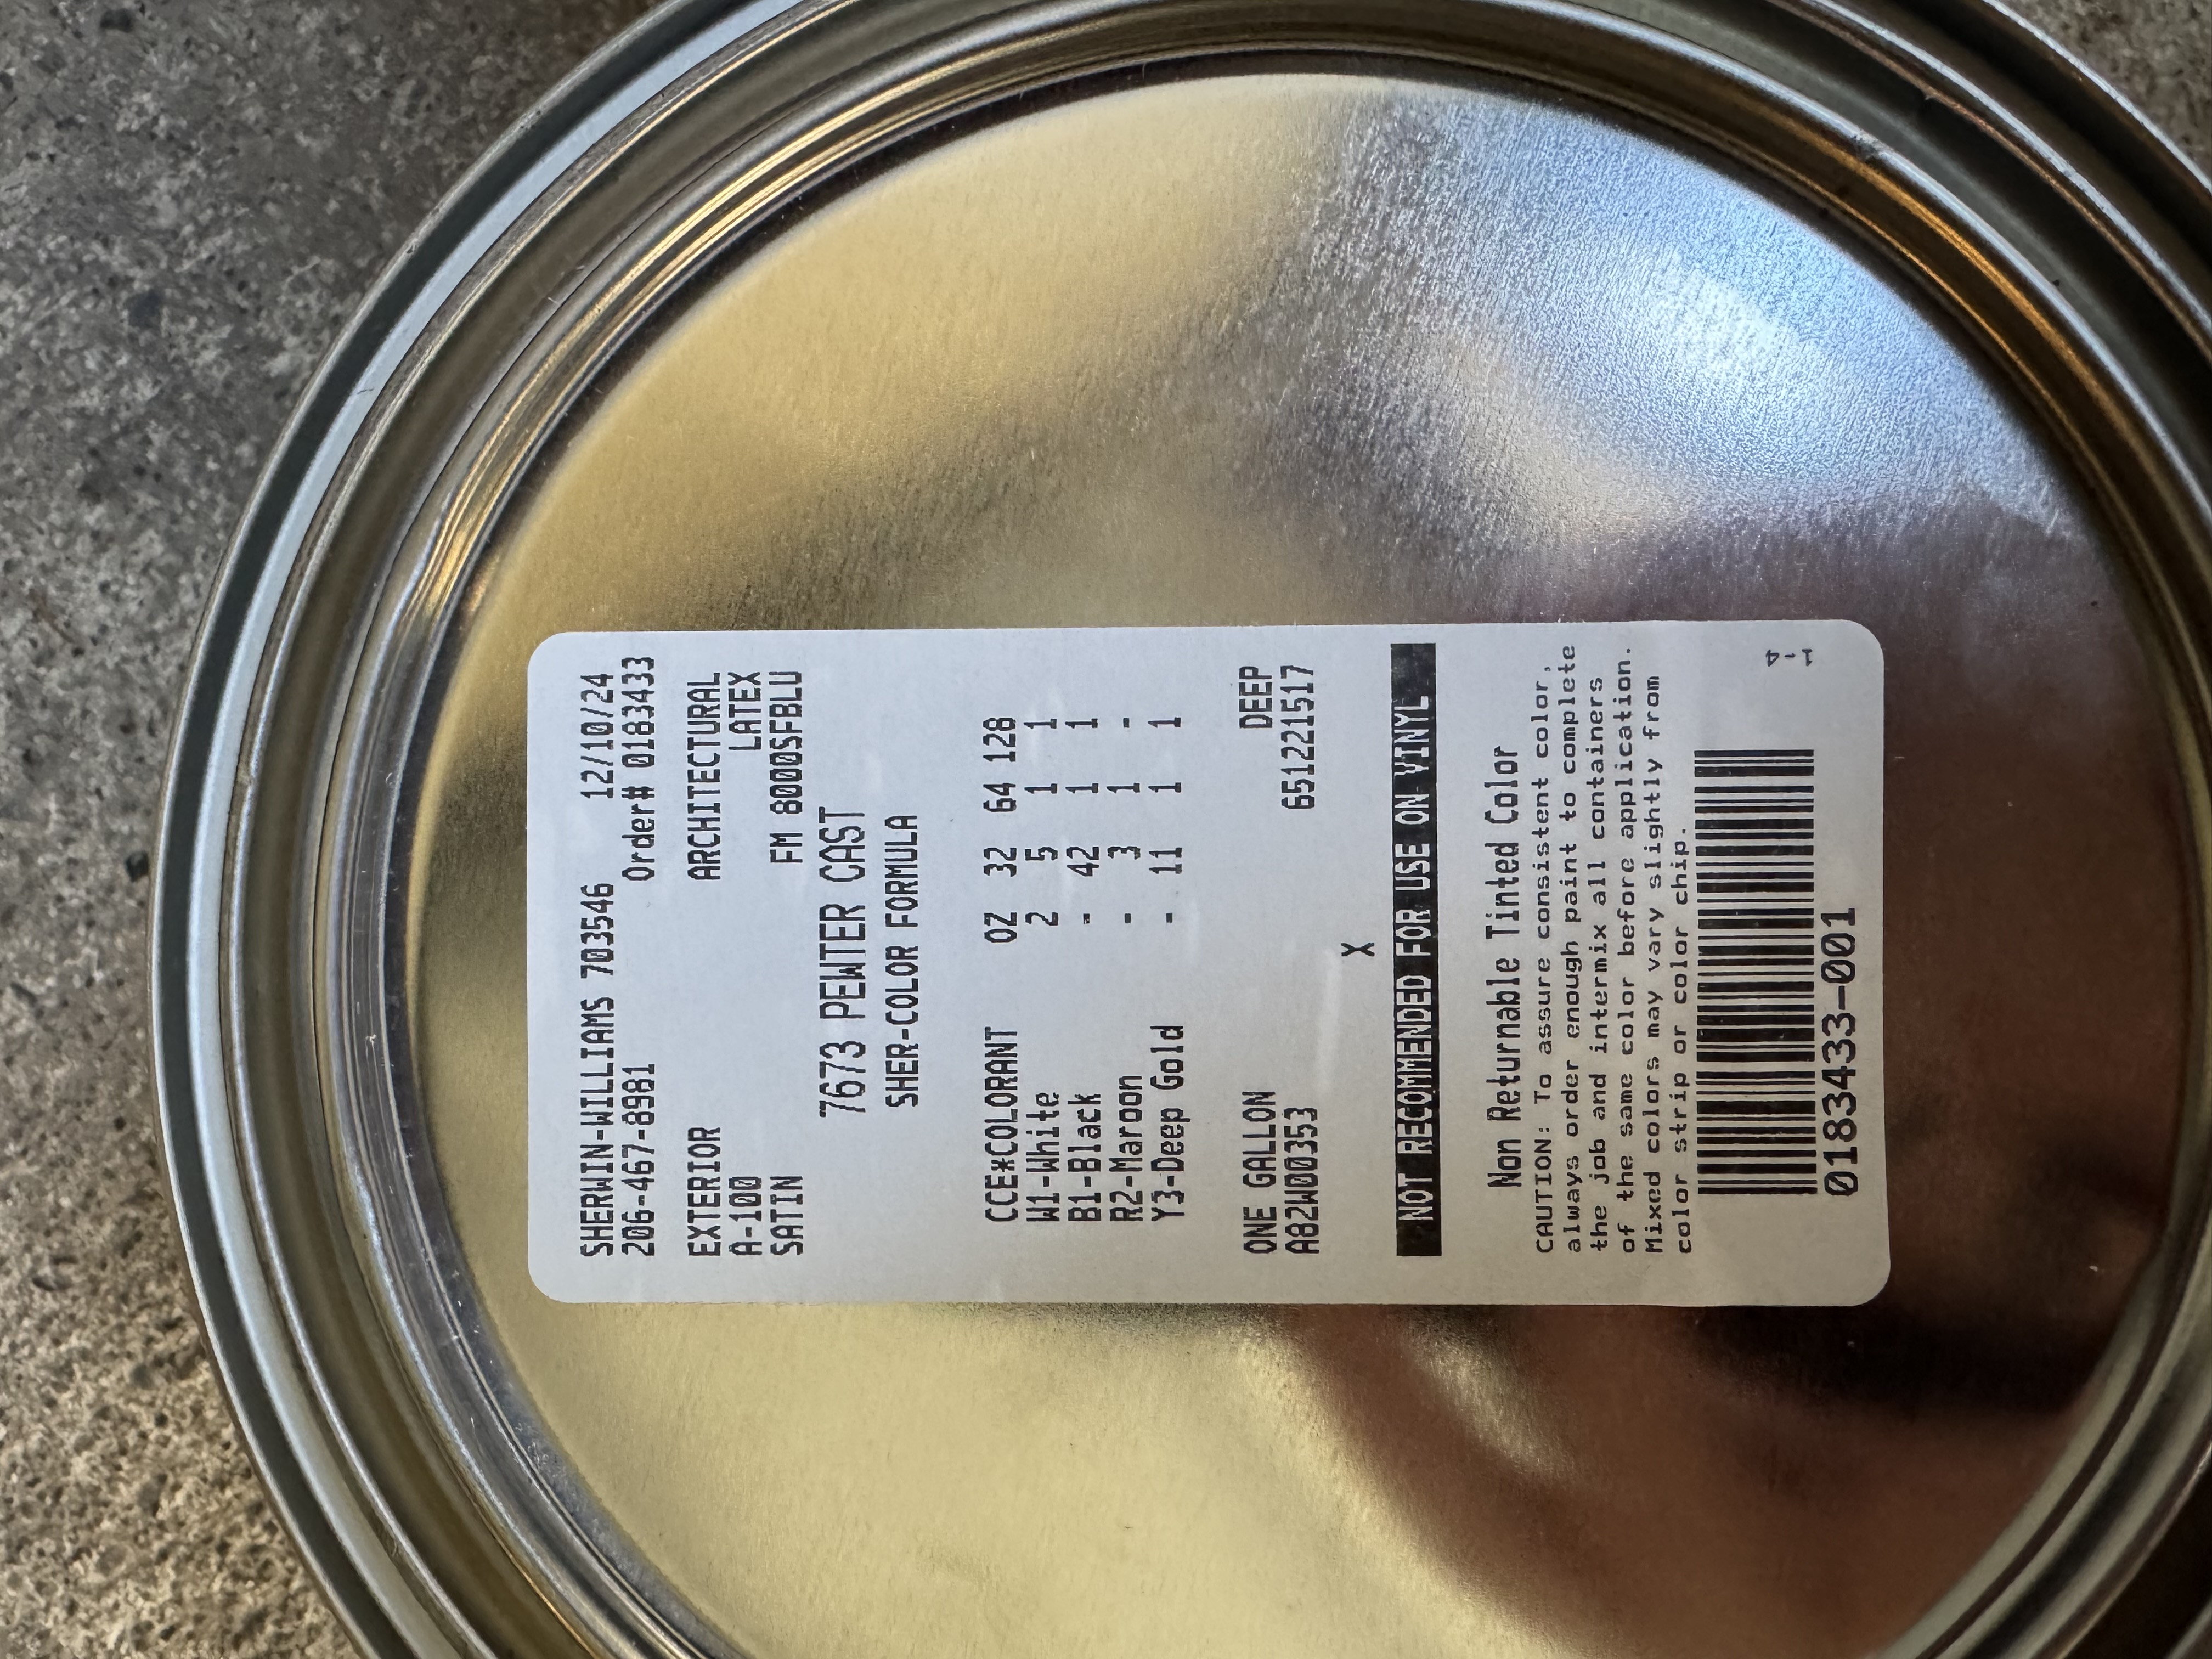 SHERWIN-WILLIAMS 703546 12/10/24
206-467-8981 Order# 0183433
EXTERIOR ARCHITECTURAL
A-100 LATEX
SATIN FM 8000SFBLU
7673 PEWTER CAST
SHER-COLOR FORMULA
CCE*COLORANT OZ 32 64 128
W1-White 2 5 1 1
B1-Black - 42 1 1
R2-Maroon - 3 1 -
Y3-Deep Gold - 11 1 1
ONE GALLON DEEP
A82W00353 651221517
X
NOT RECOMMENDED FOR USE ON VINYL
Non Returnable Tinted Color
CAUTION: To assure consistent color,
always order enough paint to complete
the job and intermix all containers
of the same color before application.
Mixed colors may vary slightly from
color strip or color chip.
1-4
0183433-001